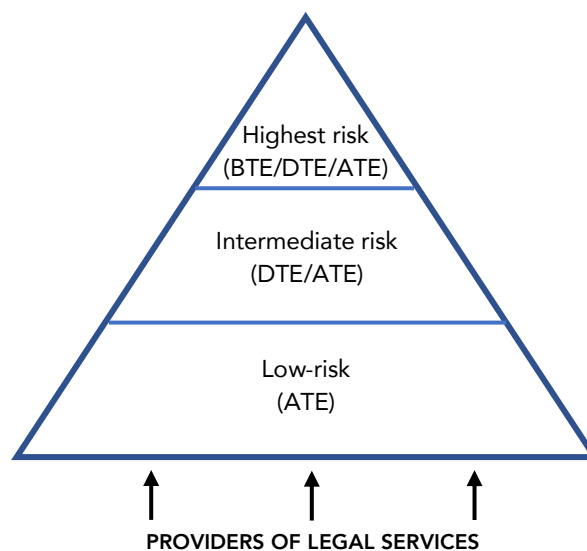 Highest risk
(BTE/DTE/ATE)
Intermediate risk
(DTE/ATE)
Low-risk
(ATE)
PROVIDERS OF LEGAL SERVICES